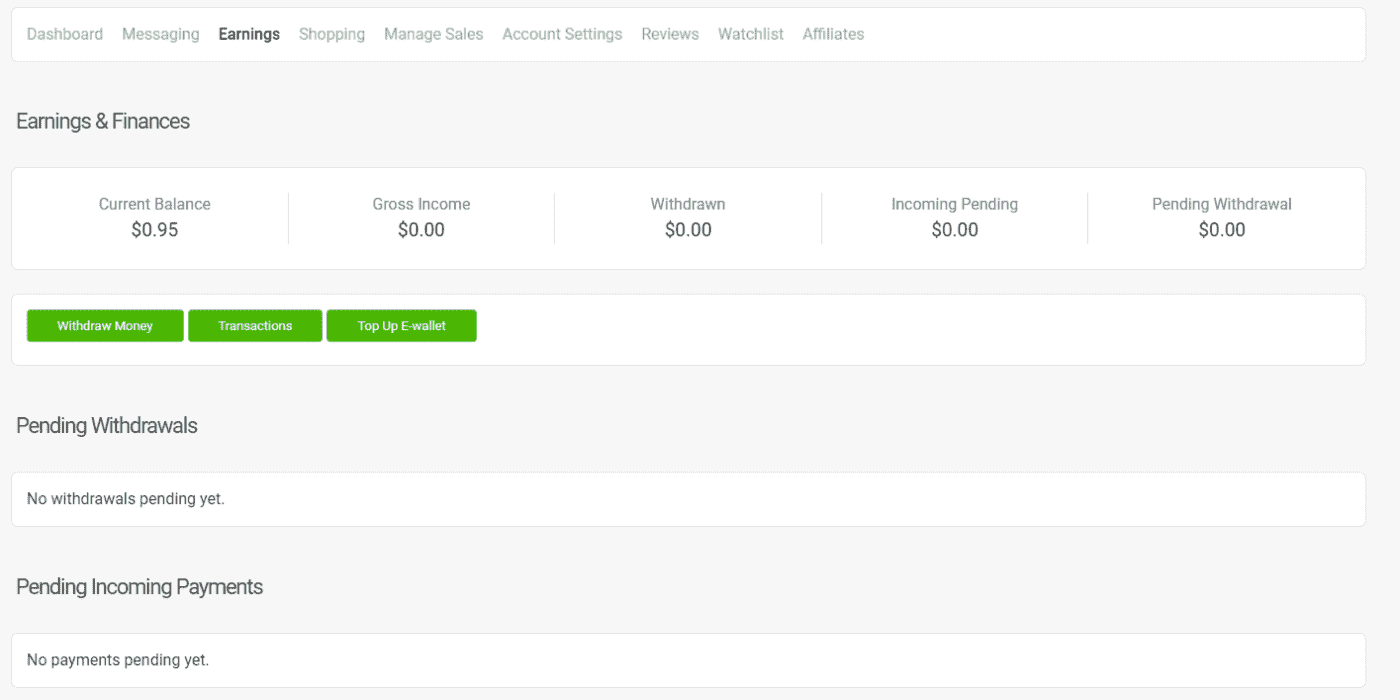 Dashboard Messaging Earnings Shopping Manage Sales Account Settings Reviews Watchlist Affiliates
Earnings & Finances
Current Balance Gross Income Withdrawn Incoming Pending Pending Withdrawal
$0.95 $0.00 $0.00 $0.00 $0.00
Withdraw Money Transactions Top Up E-wallet
Pending Withdrawals
No withdrawals pending yet.
Pending Incoming Payments
No payments pending yet.